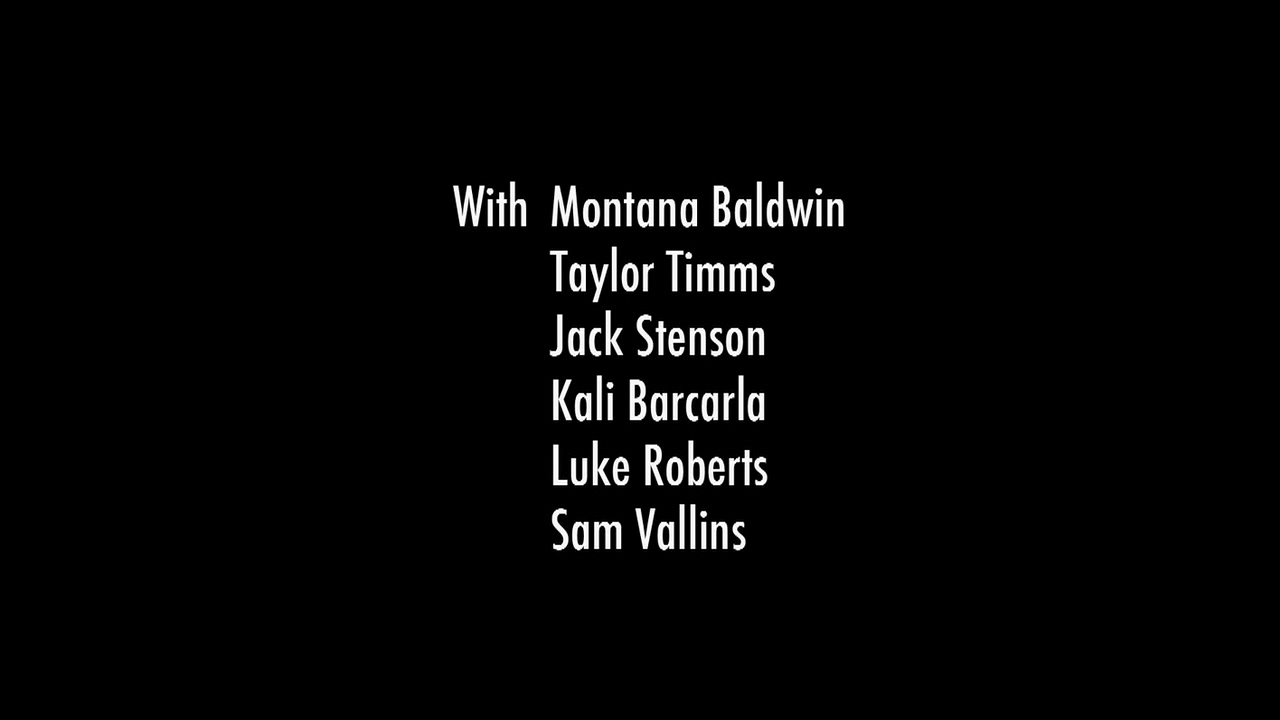 With Montana Baldwin
Taylor Timms
Jack Stenson
Kali Barcarla
Luke Roberts
Sam Vallins